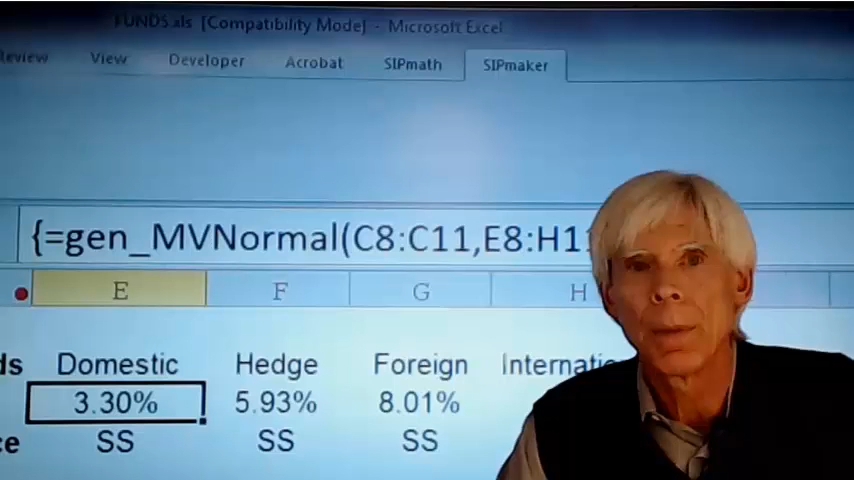 FUNDS.xls [Compatibility Mode] - Microsoft Excel
Review View Developer Acrobat SIPmath SIPmaker
{=gen_MVNormal(C8:C11,E8:H11
E F G H
ds Domestic Hedge Foreign Internatio
3.30% 5.93% 8.01%
ce SS SS SS